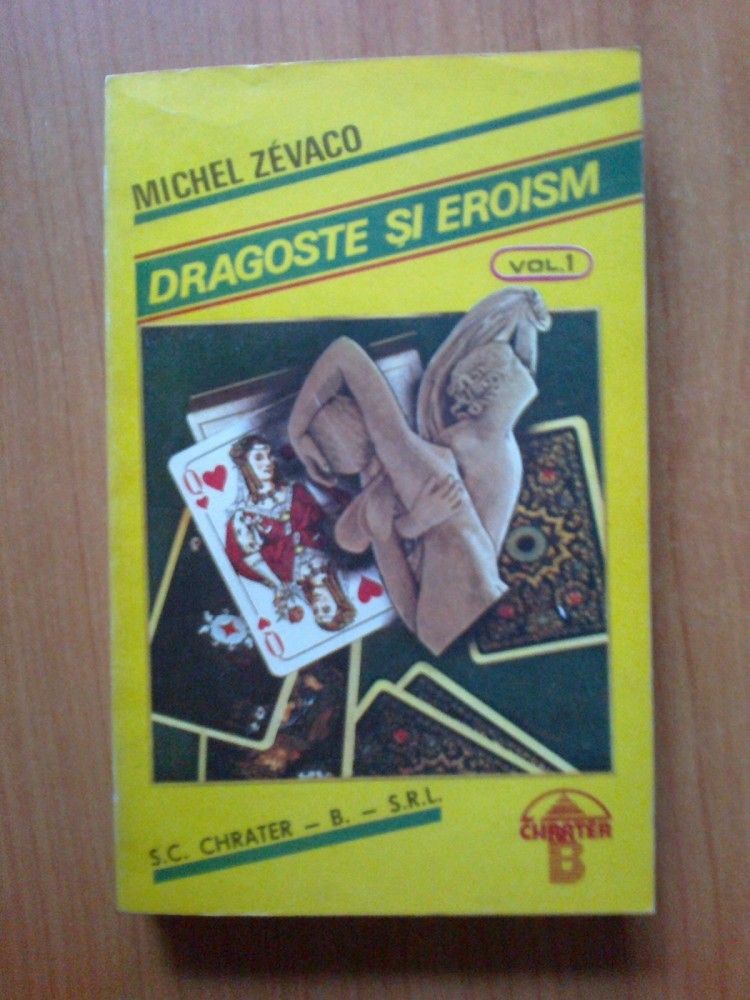 MICHEL ZÉVACO
DRAGOSTE ȘI EROISM
VOL.1
Q
Q
S.C. CHRATER – B. – S.R.L.
CHRATER
B